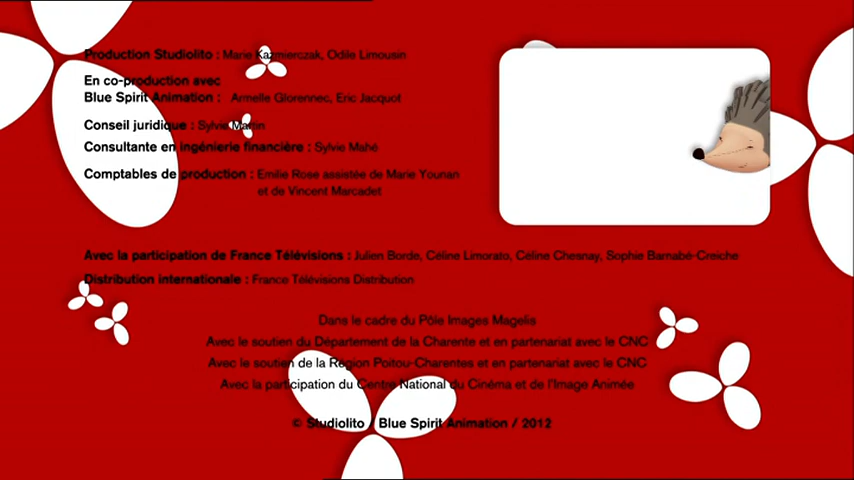 Production Studiolito : Marie Kazmierczak, Odile Limousin
En co-production avec
Blue Spirit Animation : Armelle Glorennec, Eric Jacquot
Conseil juridique : Sylvie Martin
Consultante en ingénierie financière : Sylvie Mahé
Comptables de production : Emilie Rose assistée de Marie Younan
et de Vincent Marcadet
Avec la participation de France Télévisions : Julien Borde, Céline Limorato, Céline Chesnay, Sophie Barnabé-Creiche
Distribution internationale : France Télévisions Distribution
Dans le cadre du Pôle Images Magelis
Avec le soutien du Département de la Charente et en partenariat avec le CNC
Avec le soutien de la Région Poitou-Charentes et en partenariat avec le CNC
Avec la participation du Centre National du Cinéma et de l'Image Animée
© Studiolito / Blue Spirit Animation / 2012